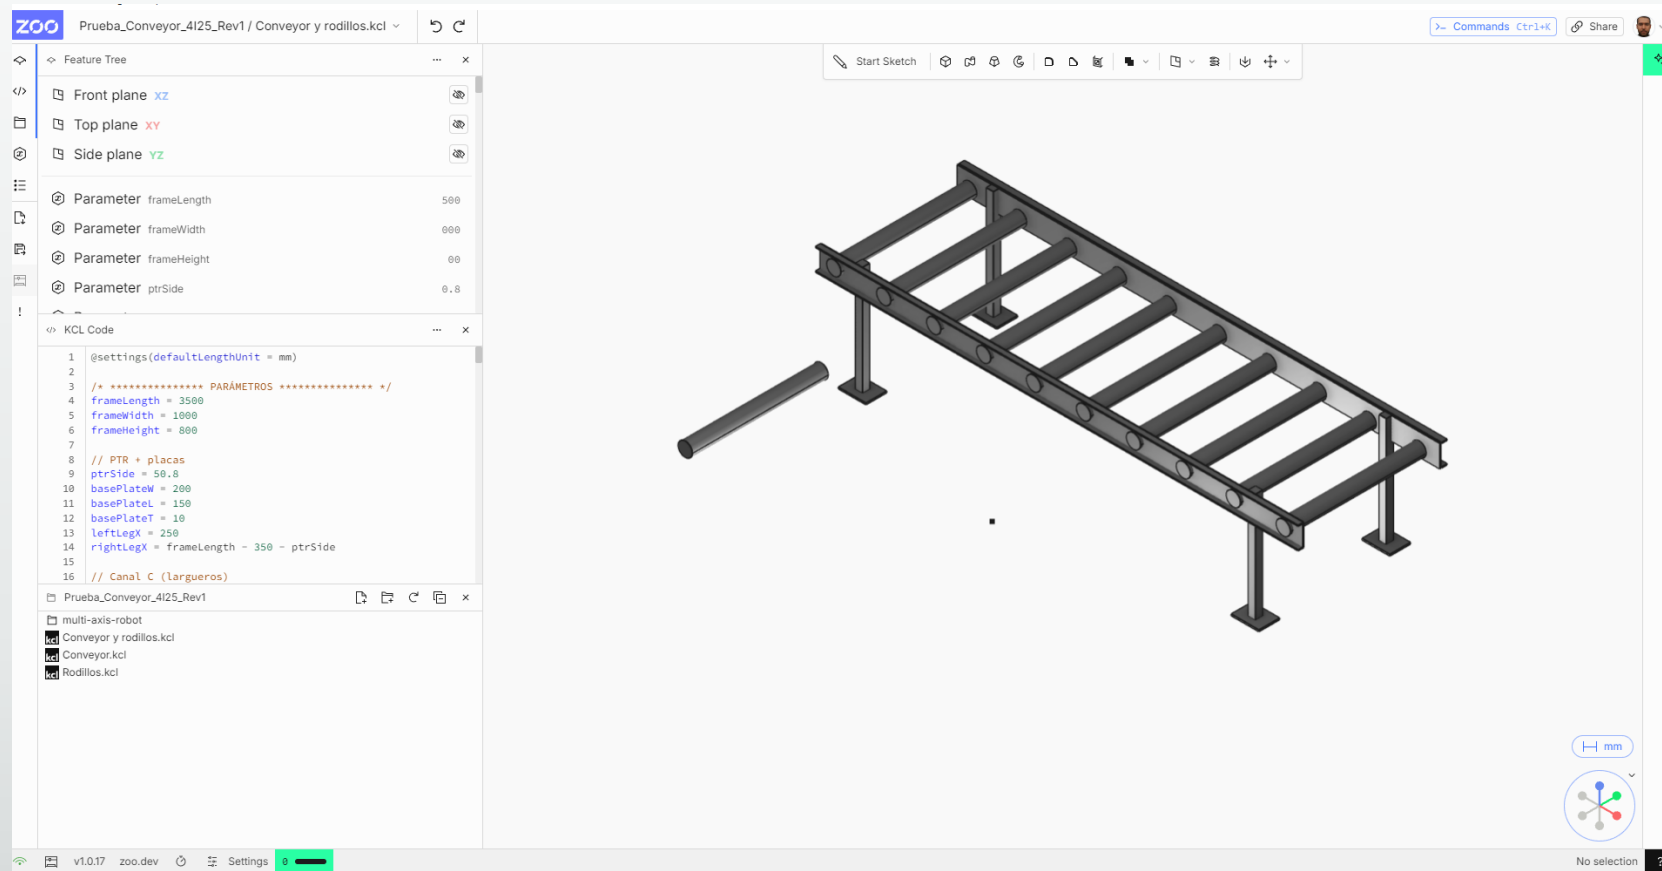 ZOO
Prueba_Conveyor_4I25_Rev1 / Conveyor y rodillos.kcl
Commands Ctrl+K
Share
Feature Tree
Start Sketch
Front plane XZ
Top plane XY
Side plane YZ
Parameter frameLength 500
Parameter frameWidth 000
Parameter frameHeight 00
Parameter ptrSide 0.8
KCL Code
1 @settings(defaultLengthUnit = mm)
2
3 /* *************** PARÁMETROS *************** */
4 frameLength = 3500
5 frameWidth = 1000
6 frameHeight = 800
7
8 // PTR + placas
9 ptrSide = 50.8
10 basePlateW = 200
11 basePlateL = 150
12 basePlateT = 10
13 leftLegX = 250
14 rightLegX = frameLength - 350 - ptrSide
15
16 // Canal C (largueros)
Prueba_Conveyor_4I25_Rev1
multi-axis-robot
kcl Conveyor y rodillos.kcl
kcl Conveyor.kcl
kcl Rodillos.kcl
mm
v1.0.17 zoo.dev Settings 0
No selection ?